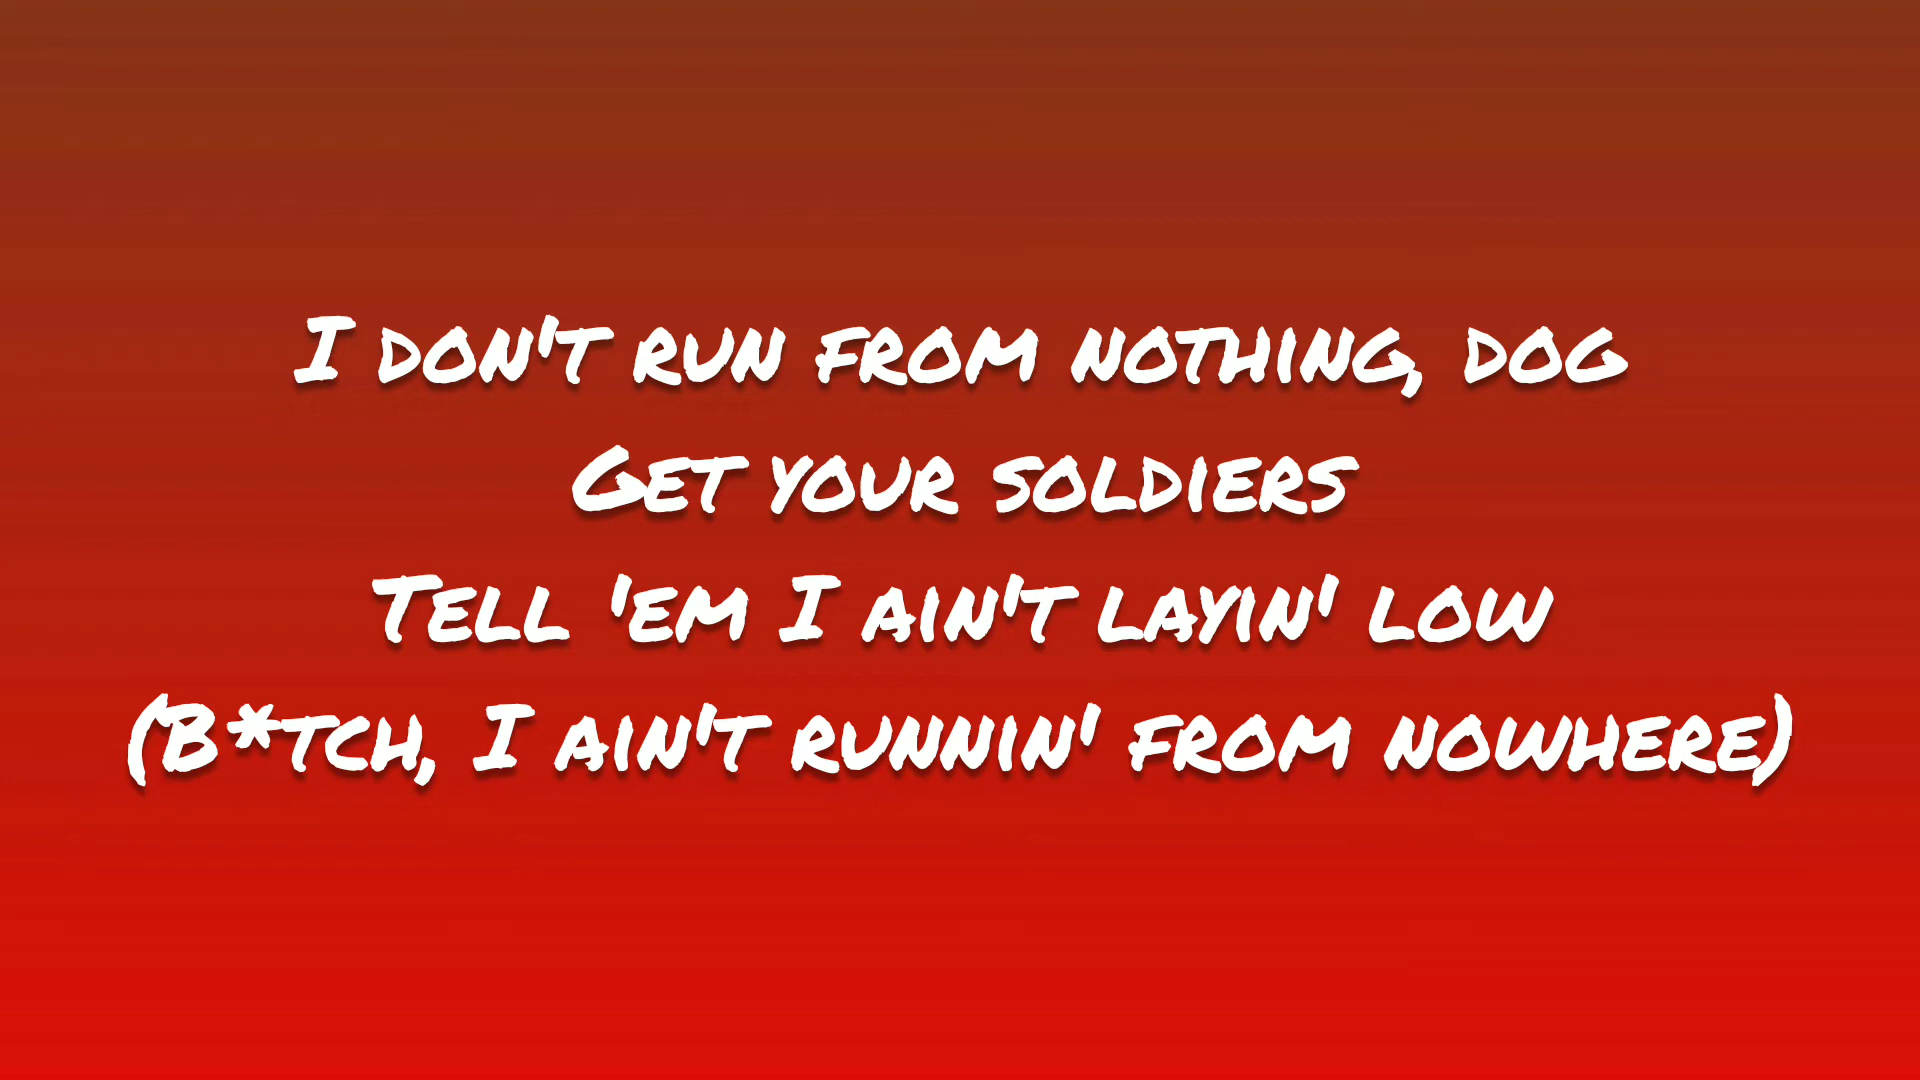 I don't run from nothing, dog
Get your soldiers
Tell 'em I ain't layin' low
(B*tch, I ain't runnin' from nowhere)